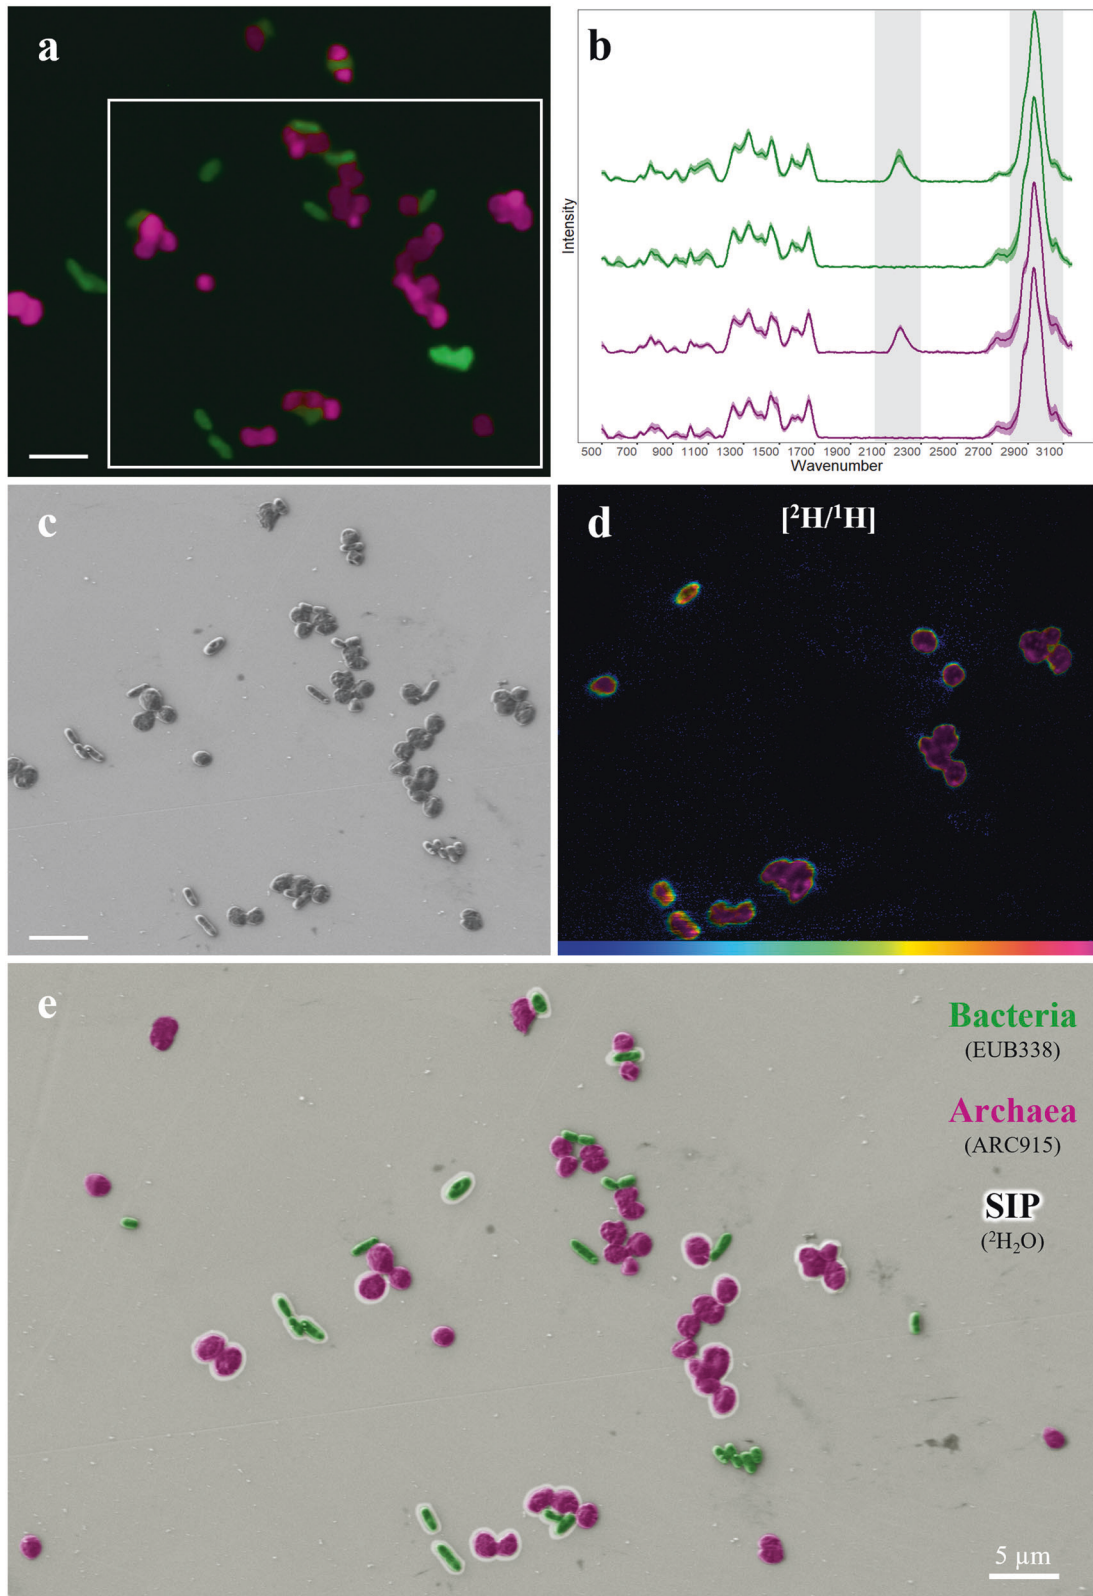 a
b
Intensity
500 700 900 1100 1300 1500 1700 1900 2100 2300 2500 2700 2900 3100
Wavenumber
c
d
[²H/¹H]
e
Bacteria
(EUB338)
Archaea
(ARC915)
SIP
(²H₂O)
5 µm